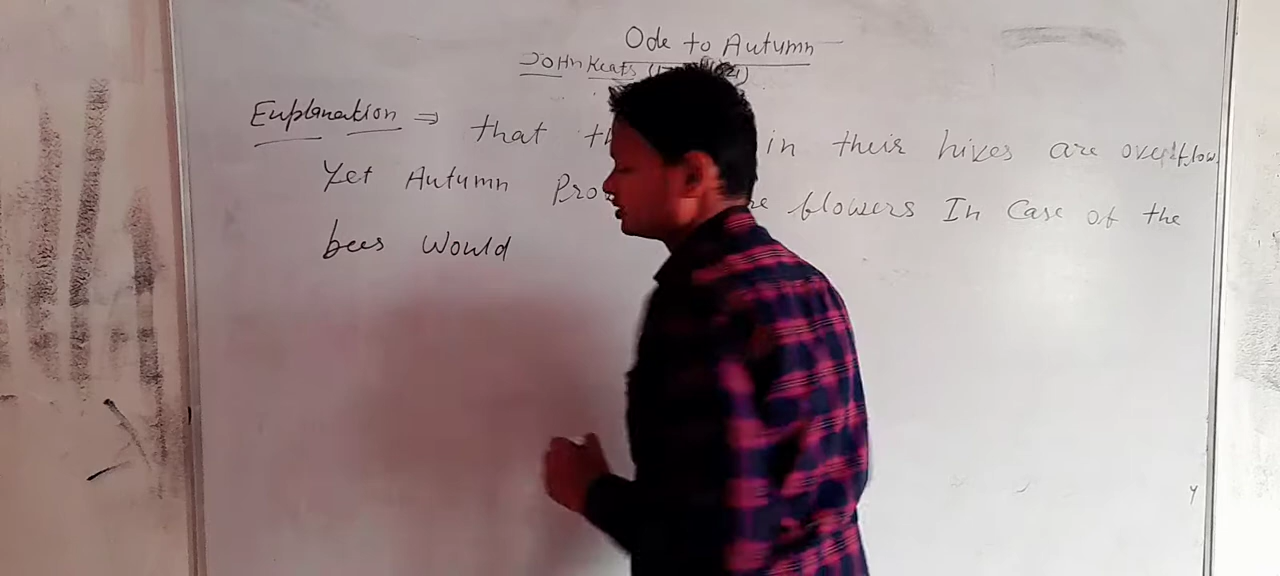 Ode to Autumn
JOHN Keats
Explanation ⇒ that in their hives are overflow
Yet Autumn flowers In Case of the
bees Would